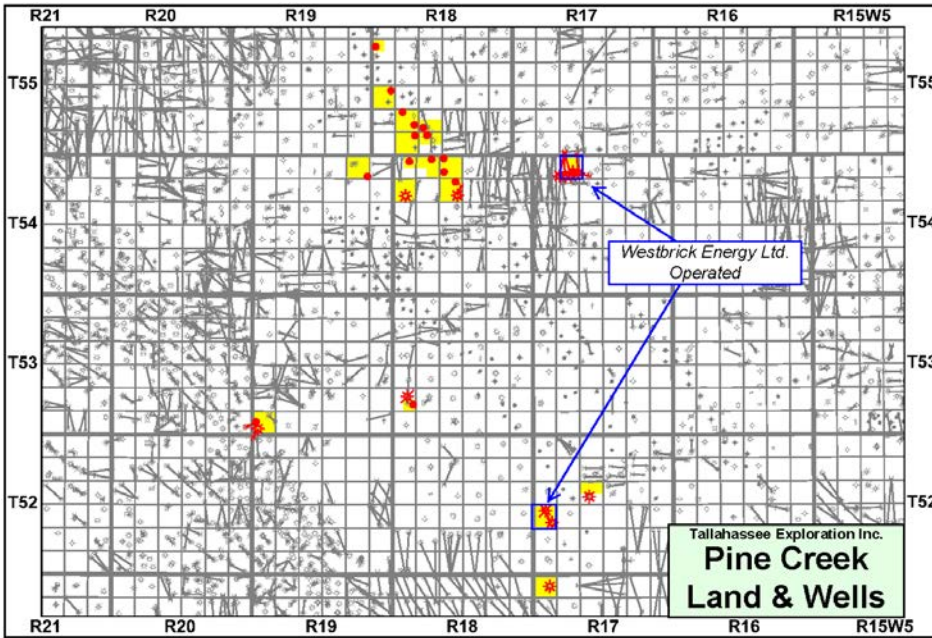 R21 R20 R19 R18 R17 R16 R15W5
T55 T55
T54 T54
Westbrick Energy Ltd.
Operated
T53 T53
T52 T52
Tallahassee Exploration Inc.
Pine Creek
Land & Wells
R21 R20 R19 R18 R17 R16 R15W5